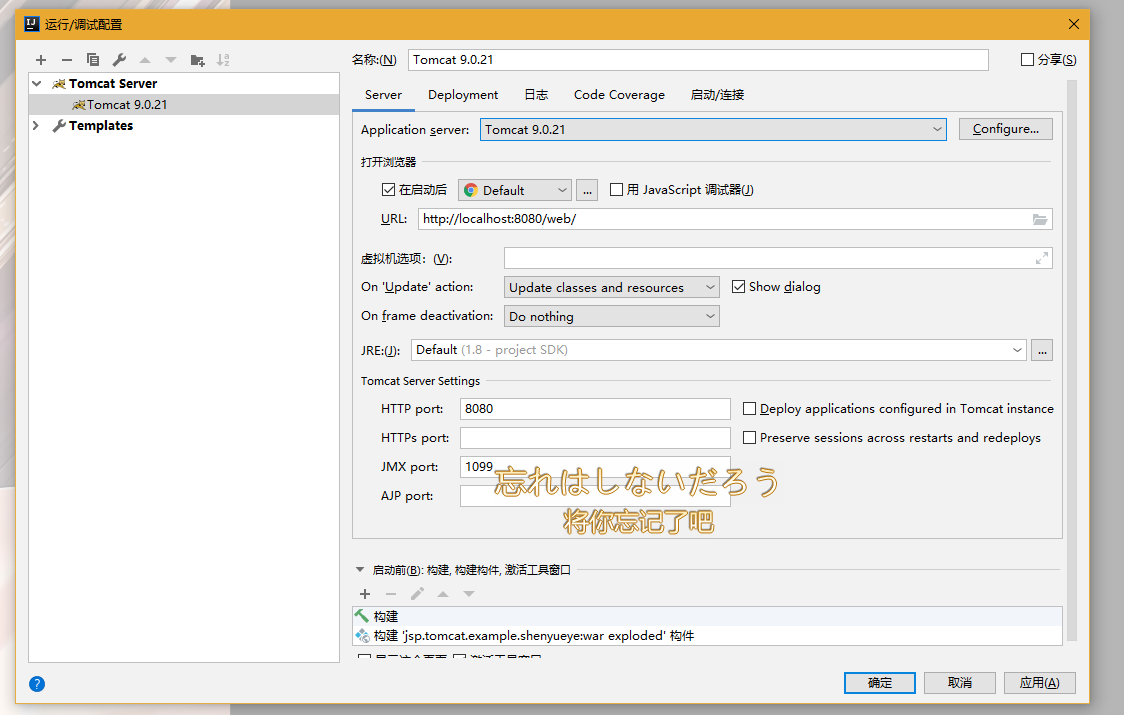 运行/调试配置
名称:(N) Tomcat 9.0.21 分享(S)
Tomcat Server
Tomcat 9.0.21
Templates
Server Deployment 日志 Code Coverage 启动/连接
Application server: Tomcat 9.0.21 Configure...
打开浏览器
在启动后 Default ... 用 JavaScript 调试器(J)
URL: http://localhost:8080/web/
虚拟机选项: (V):
On 'Update' action: Update classes and resources Show dialog
On frame deactivation: Do nothing
JRE:(J): Default (1.8 - project SDK) ...
Tomcat Server Settings
HTTP port: 8080 Deploy applications configured in Tomcat instance
HTTPs port: Preserve sessions across restarts and redeploys
JMX port: 1099
忘れはしないだろう
AJP port:
将你忘记了吧
启动前(B): 构建, 构建构件, 激活工具窗口
构建
构建 'jsp.tomcat.example.shenyueye:war exploded' 构件
确定 取消 应用(A)